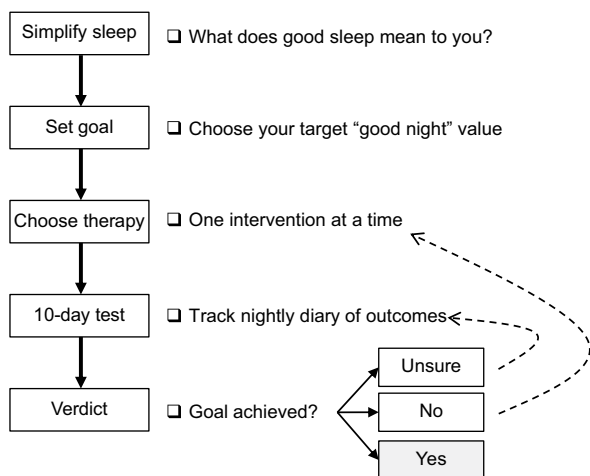 Simplify sleep
❑ What does good sleep mean to you?
Set goal
❑ Choose your target “good night” value
Choose therapy
❑ One intervention at a time
10-day test
❑ Track nightly diary of outcomes
Verdict
❑ Goal achieved?
Unsure
No
Yes